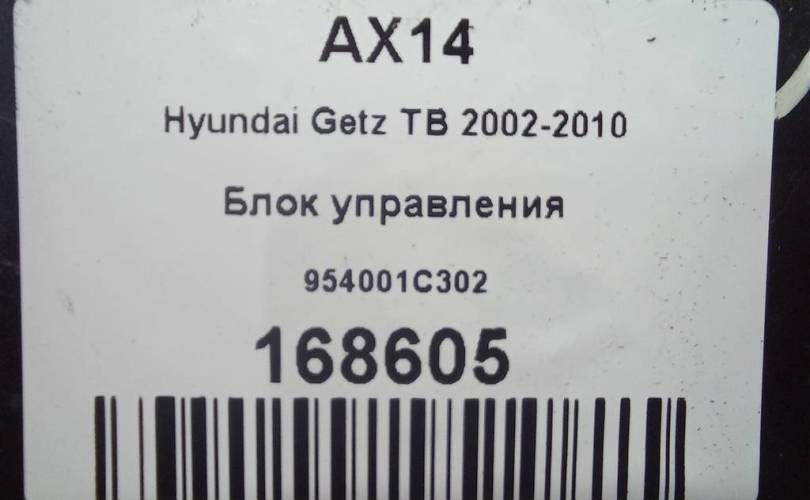 AX14
Hyundai Getz TB 2002-2010
Блок управления
954001C302
168605